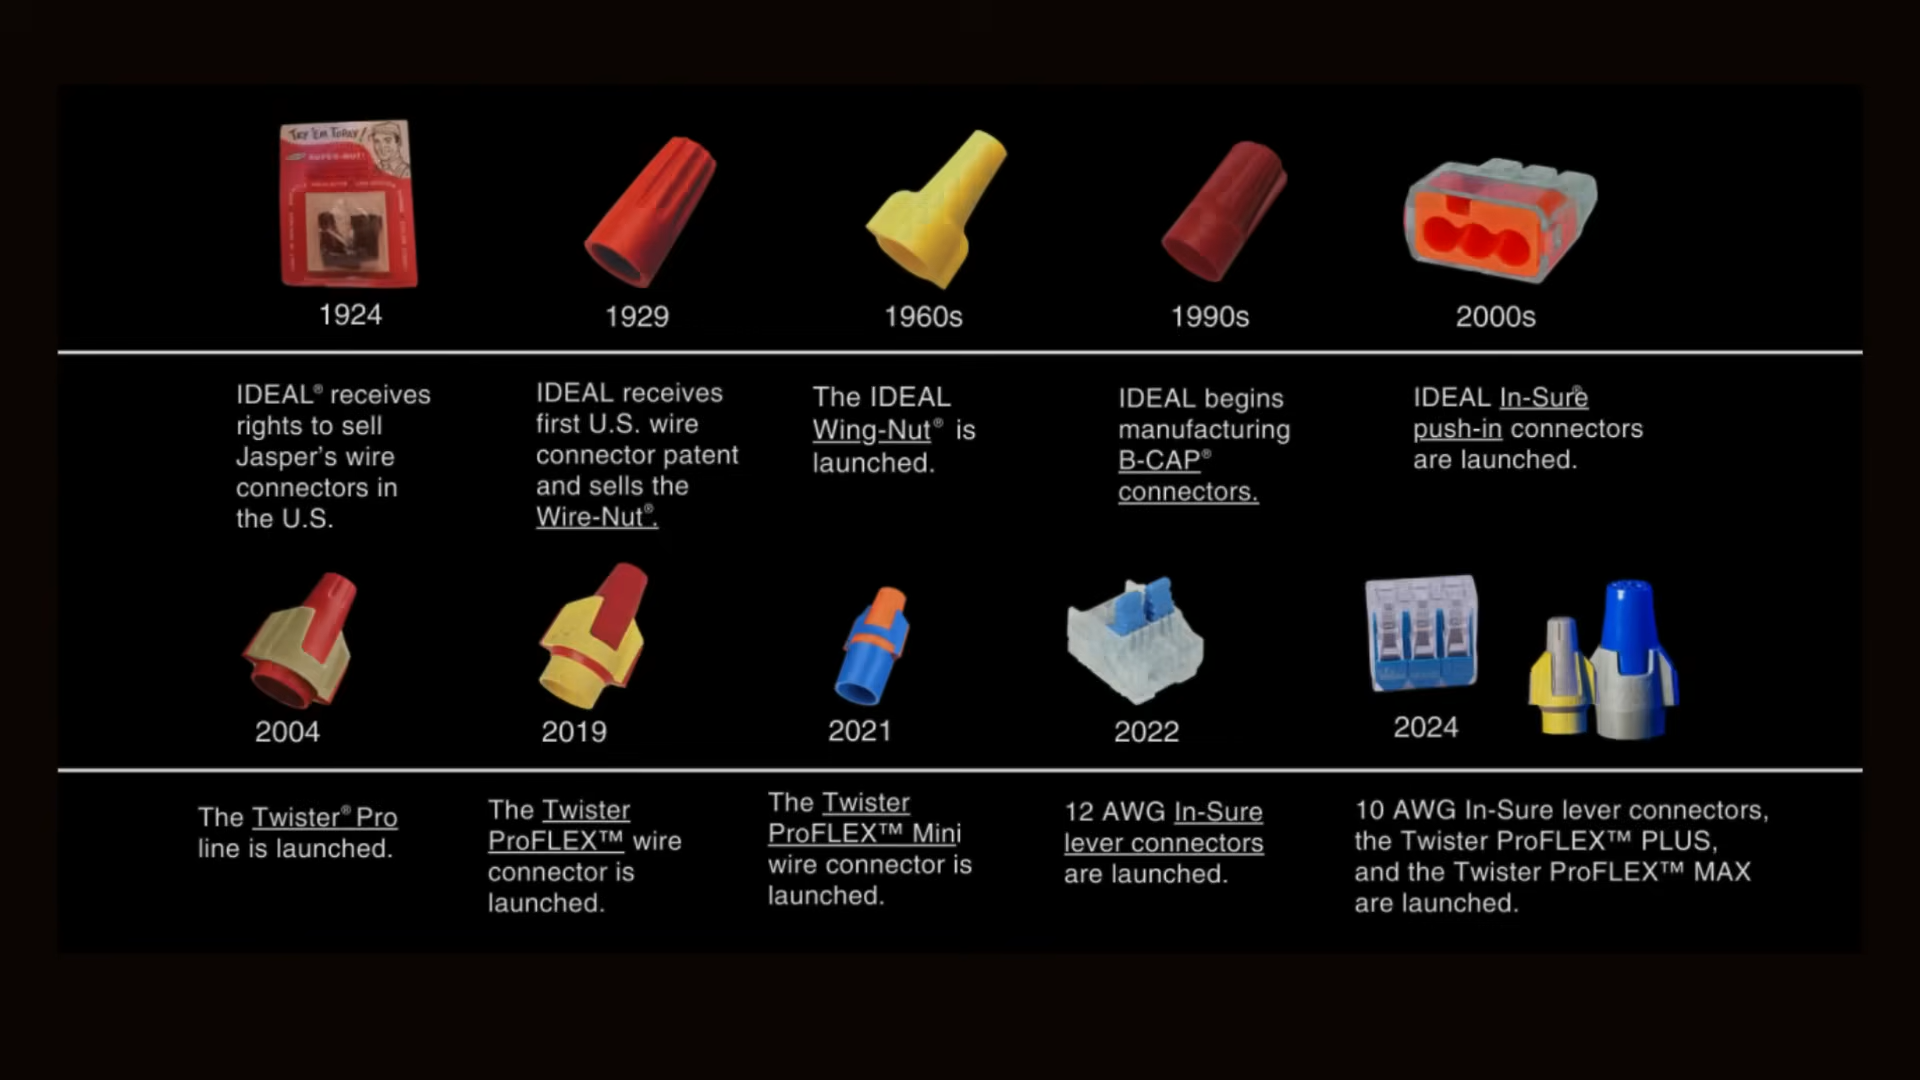 TRY 'EM TODAY!
1924
1929
1960s
1990s
2000s
IDEAL® receives
rights to sell
Jasper's wire
connectors in
the U.S.
IDEAL receives
first U.S. wire
connector patent
and sells the
Wire-Nut®.
The IDEAL
Wing-Nut® is
launched.
IDEAL begins
manufacturing
B-CAP®
connectors.
IDEAL In-Sure®
push-in connectors
are launched.
2004
2019
2021
2022
2024
The Twister® Pro
line is launched.
The Twister
ProFLEX™ wire
connector is
launched.
The Twister
ProFLEX™ Mini
wire connector is
launched.
12 AWG In-Sure
lever connectors
are launched.
10 AWG In-Sure lever connectors,
the Twister ProFLEX™ PLUS,
and the Twister ProFLEX™ MAX
are launched.